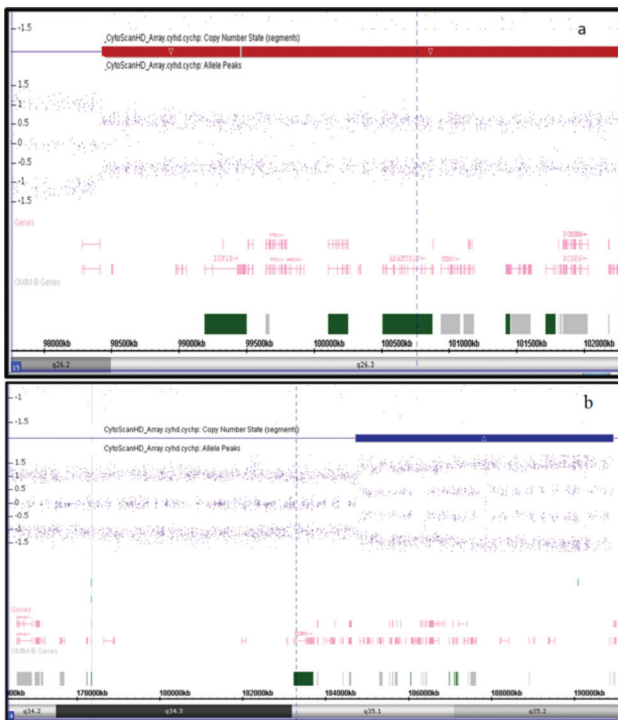 a
-1.5
_CytoScanHD_Array.cyhd.cychp: Copy Number State (segments)
_CytoScanHD_Array.cyhd.cychp: Allele Peaks
1.5
1
0.5
0
-0.5
-1
-1.5
Genes
IGF1R
OMIM ® Genes
98000kb 98500kb 99000kb 99500kb 100000kb 100500kb 101000kb 101500kb 102000kb
15 q26.2 q26.3
b
-1
-1.5
CytoScanHD_Array.cyhd.cychp: Copy Number State (segments)
CytoScanHD_Array.cyhd.cychp: Allele Peaks
1.5
1
0.5
0
-0.5
-1
-1.5
Genes
OMIM ® Genes
000kb 178000kb 180000kb 182000kb 184000kb 186000kb 188000kb 190000kb
q34.2 q34.3 q35.1 q35.2